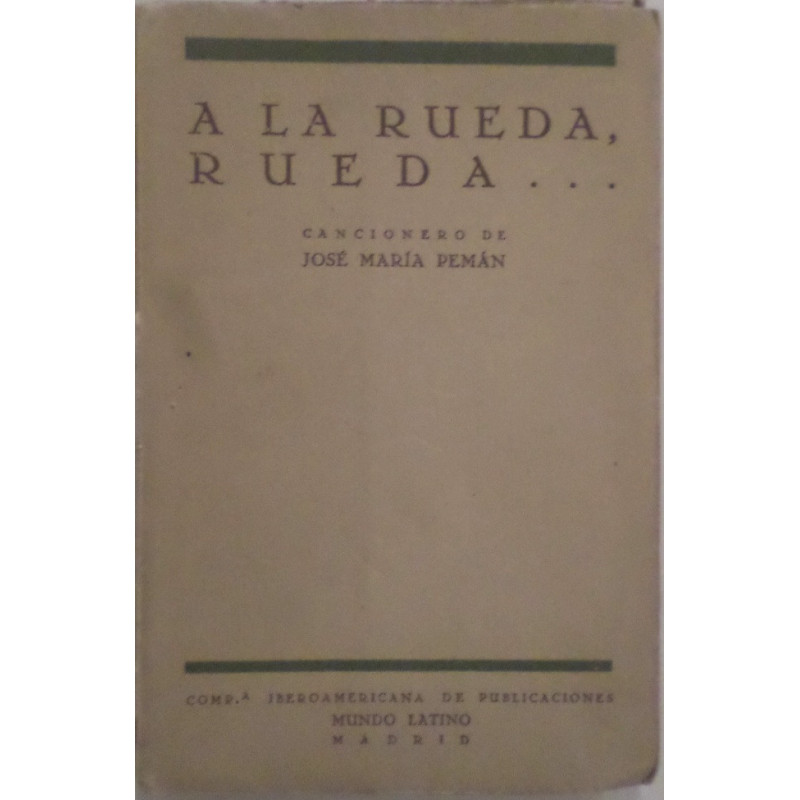 A LA RUEDA,
RUEDA...
CANCIONERO DE
JOSÉ MARÍA PEMÁN
COMP.A IBEROAMERICANA DE PUBLICACIONES
MUNDO LATINO
MADRID